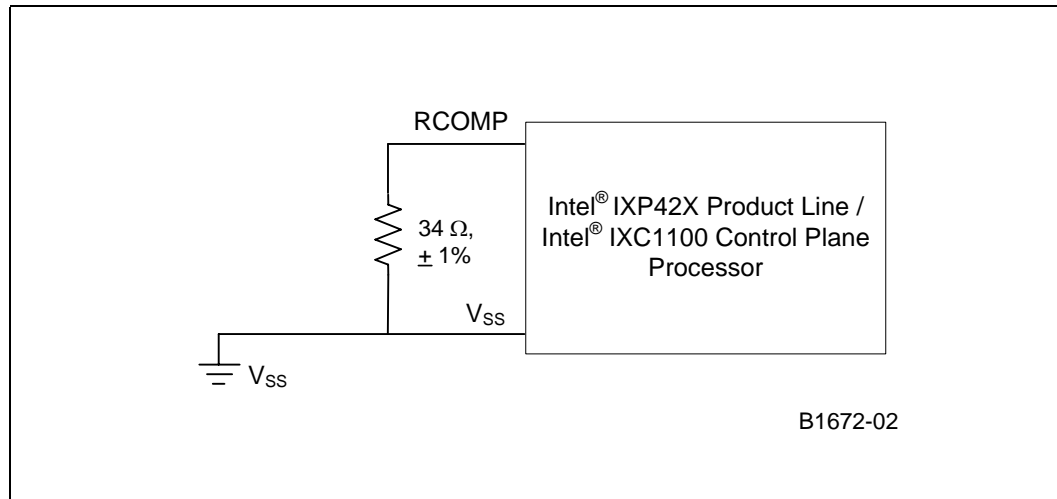 RCOMP
34 Ω,
± 1%
Intel® IXP42X Product Line /
Intel® IXC1100 Control Plane
Processor
VSS
VSS
B1672-02